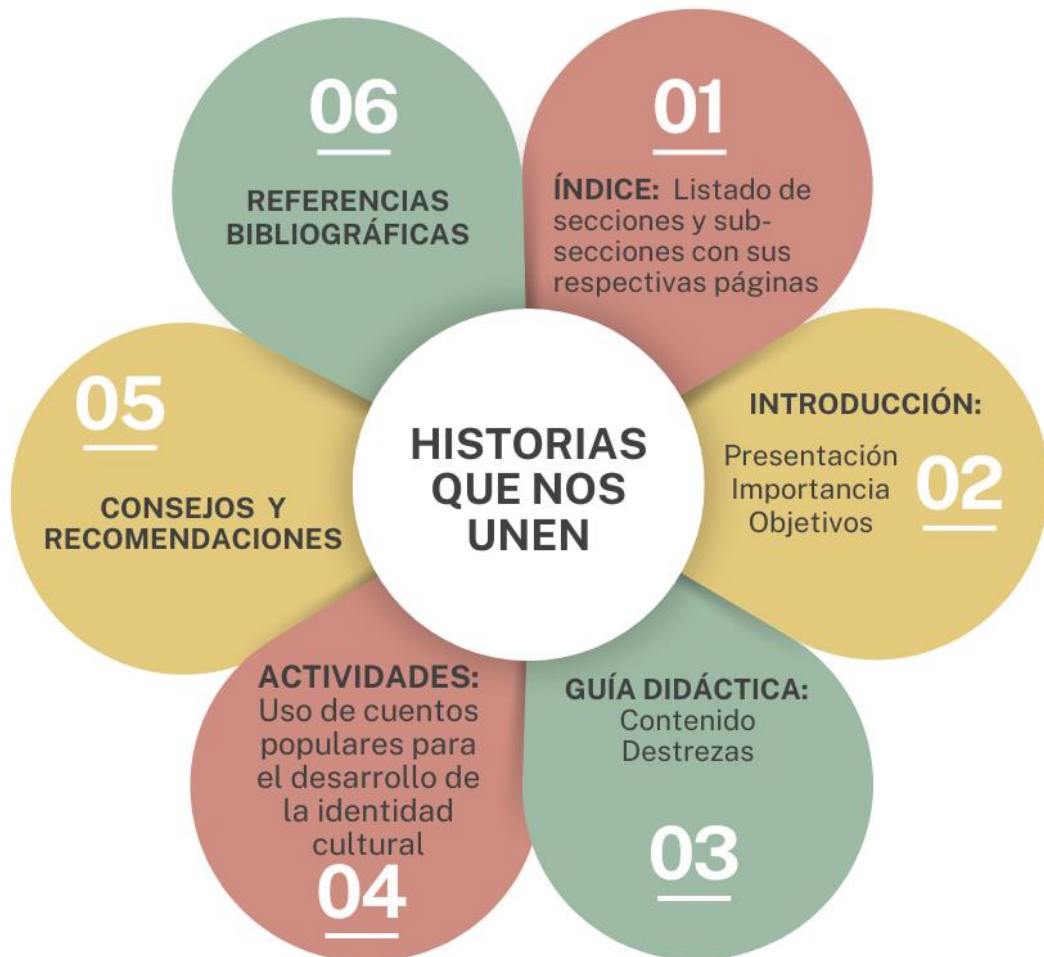 HISTORIAS
QUE NOS
UNEN
01
ÍNDICE: Listado de
secciones y sub-
secciones con sus
respectivas páginas
INTRODUCCIÓN:
Presentación
Importancia
Objetivos
02
GUÍA DIDÁCTICA:
Contenido
Destrezas
03
ACTIVIDADES:
Uso de cuentos
populares para
el desarrollo de
la identidad
cultural
04
05
CONSEJOS Y
RECOMENDACIONES
06
REFERENCIAS
BIBLIOGRÁFICAS